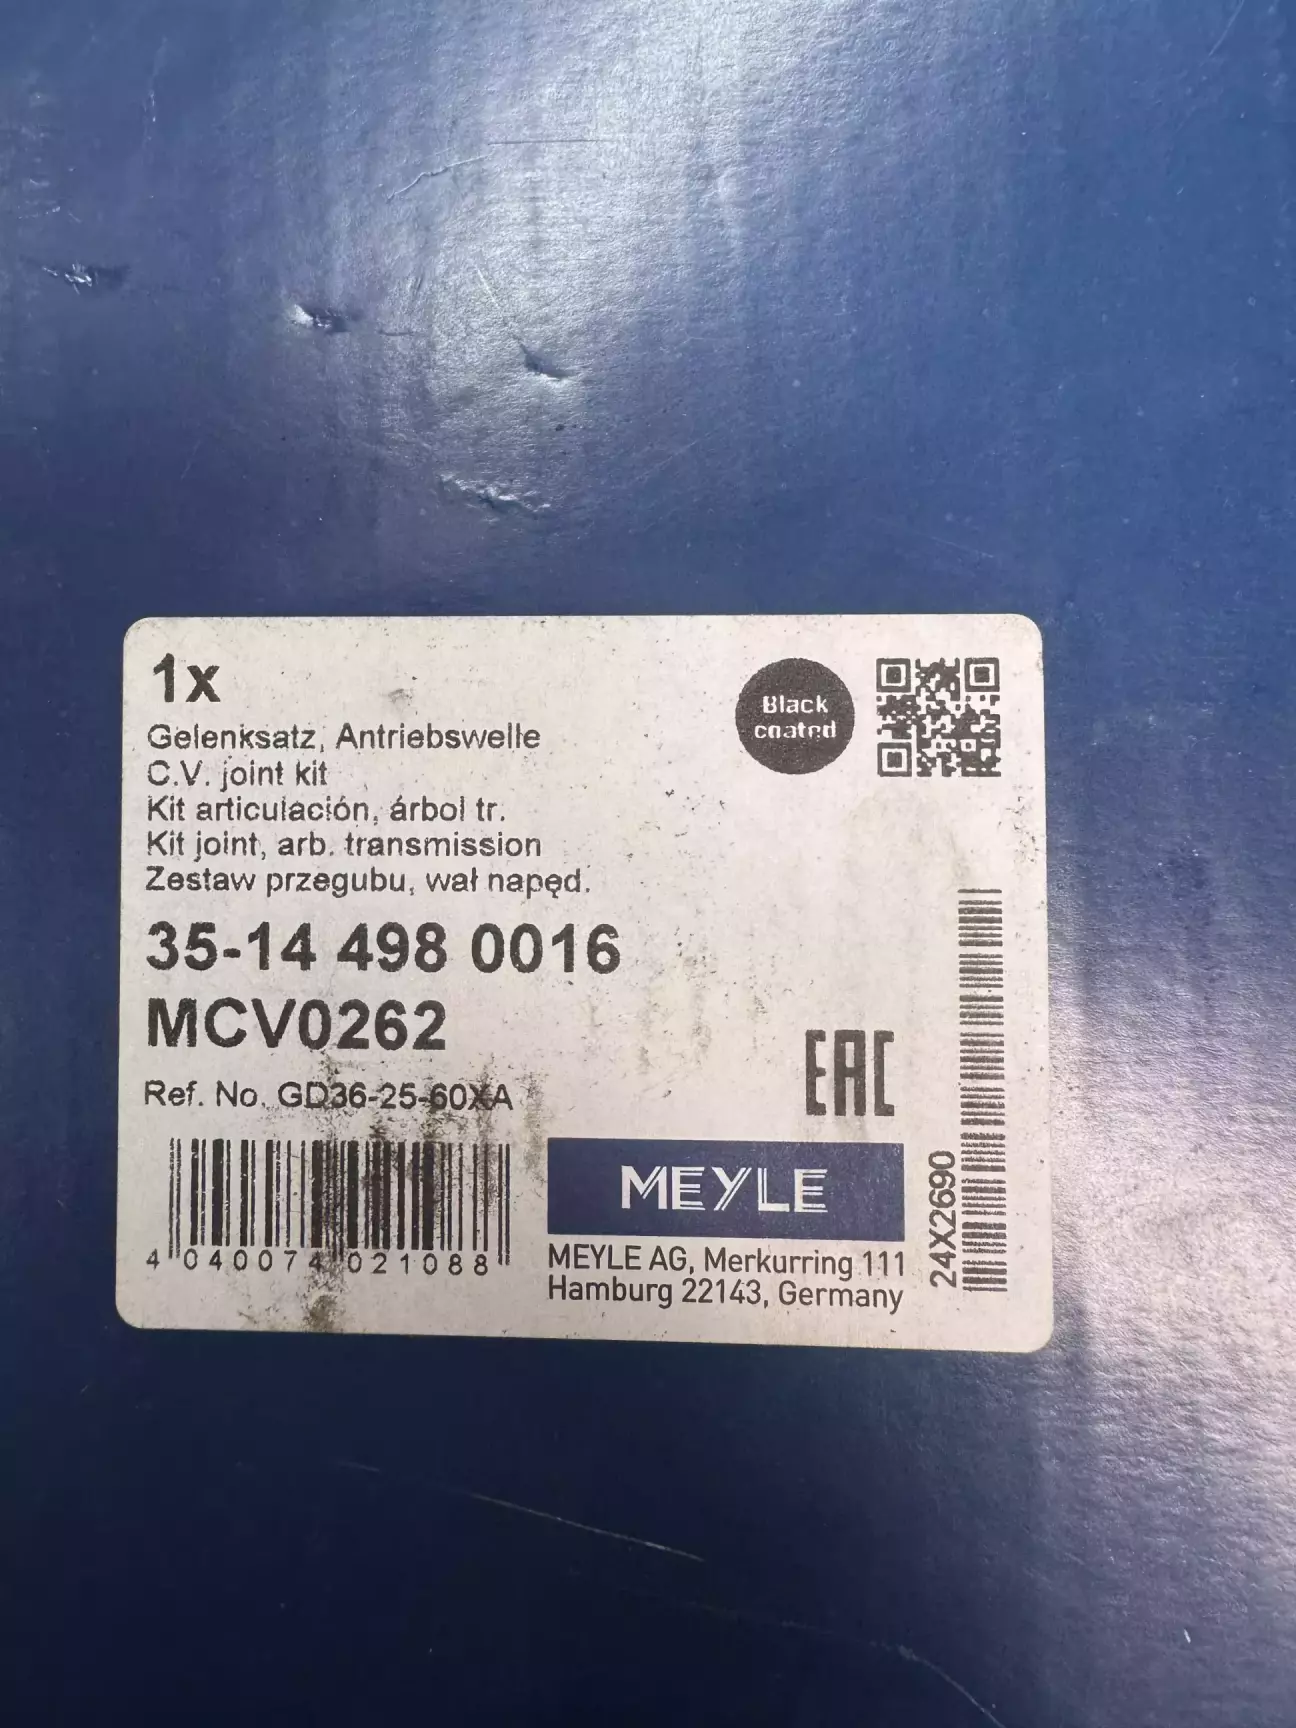 1x
Gelenksatz, Antriebswelle
C.V. joint kit
Kit articulación, árbol tr.
Kit joint, arb. transmission
Zestaw przegubu, wał napęd.
35-14 498 0016
MCV0262
Ref. No. GD36-25-60XA
4 040074 021088
Black
coated
EAC
MEYLE
MEYLE AG, Merkurring 111
Hamburg 22143, Germany
24X2690